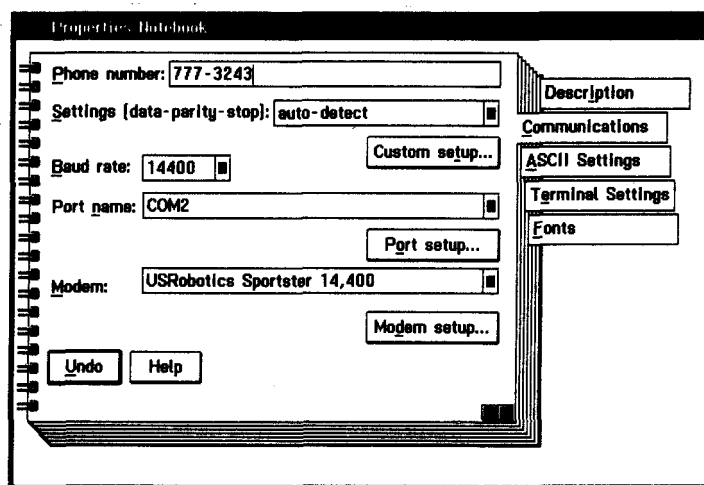 Properties Notebook
Phone number: 777-3243
Settings (data-parity-stop): auto-detect
Custom setup...
Baud rate: 14400
Port name: COM2
Port setup...
Modem: USRobotics Sportster 14,400
Modem setup...
Undo Help
Description
Communications
ASCII Settings
Terminal Settings
Fonts